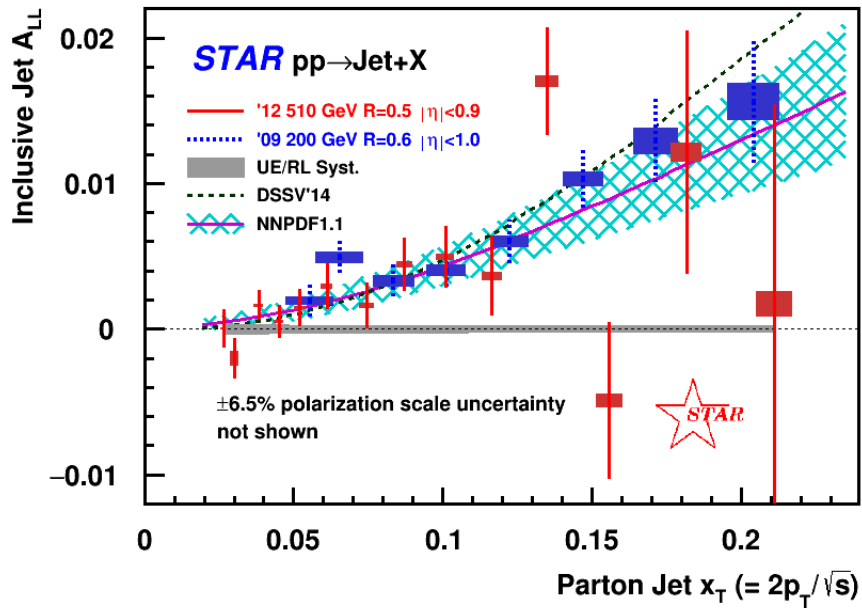 Inclusive Jet A_LL
0.02
0.01
0
−0.01
STAR pp→Jet+X
'12 510 GeV R=0.5 |η|<0.9
'09 200 GeV R=0.6 |η|<1.0
UE/RL Syst.
DSSV'14
NNPDF1.1
±6.5% polarization scale uncertainty
not shown
STAR
0 0.05 0.1 0.15 0.2
Parton Jet x_T (= 2p_T/√s)